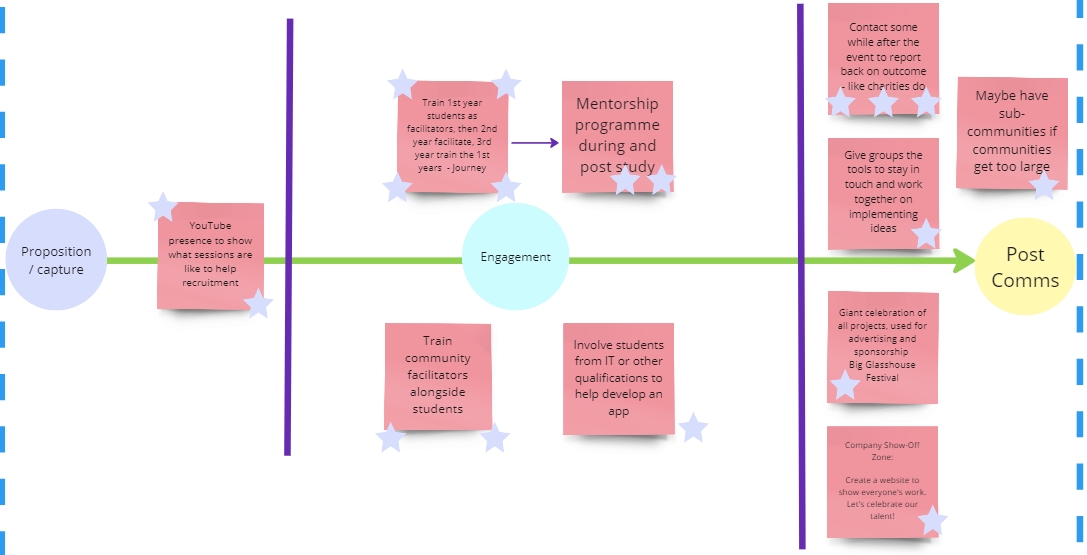 Proposition
/ capture
YouTube
presence to show
what sessions are
like to help
recruitment
Train 1st year
students as
facilitators, then 2nd
year facilitate, 3rd
year train the 1st
years - Journey
Mentorship
programme
during and
post study
Engagement
Train
community
facilitators
alongside
students
Involve students
from IT or other
qualifications to
help develop an
app
Contact some
while after the
event to report
back on outcome
- like charities do
Maybe have
sub-
communities if
communities
get too large
Give groups the
tools to stay in
touch and work
together on
implementing
ideas
Post
Comms
Giant celebration of
all projects, used for
advertising and
sponsorship
Big Glasshouse
Festival
Company Show-Off
Zone:
Create a website to
show everyone's work.
Let's celebrate our
talent!